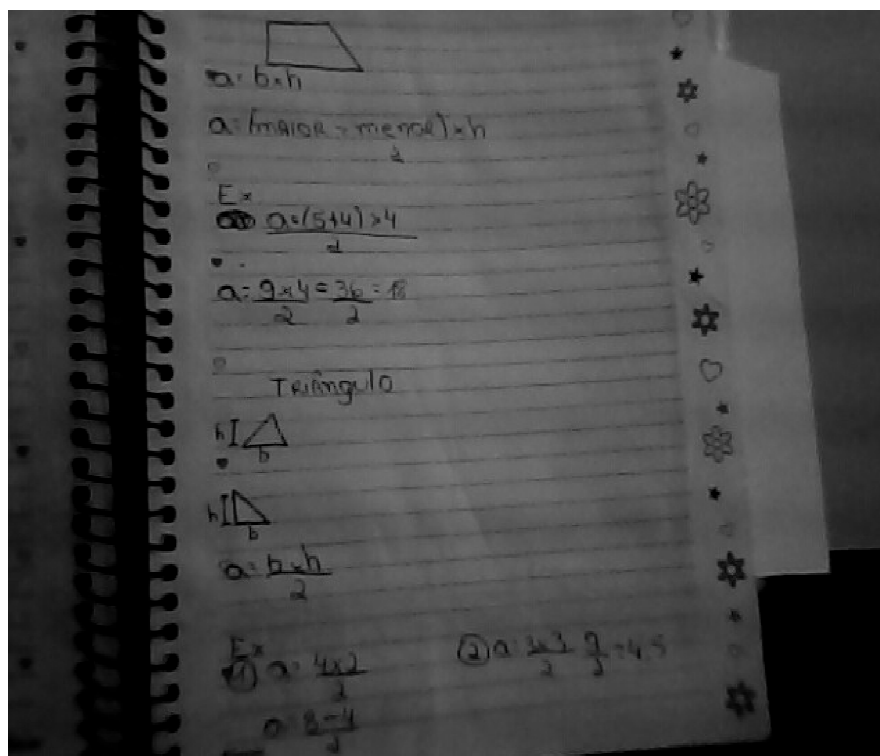 a = b×h
a = (MAIOR + menor) × h
2
Ex
a = (5+4) × 4
2
a = 9×4 = 36 = 18
2 2
TRIângulo
h b
h b
a = b×h
2
Ex
① a = 4×2
2
② a = 3×3 9 = 4,5
2 2
a = 8 = 4
2